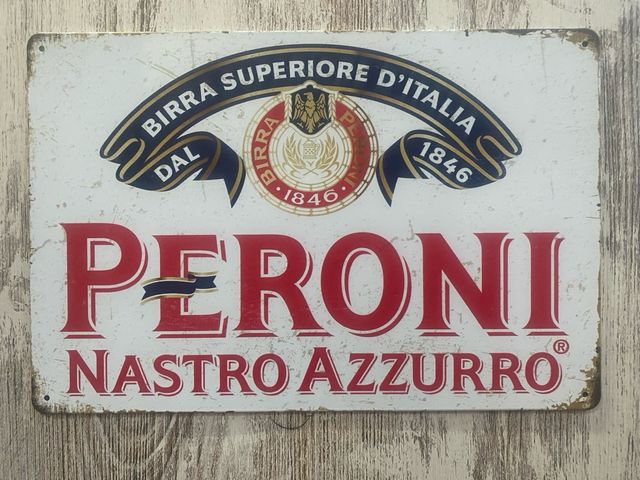 BIRRA SUPERIORE D'ITALIA
DAL 1846
BIRRA PERONI
· 1846 ·
PERONI
NASTRO AZZURRO®